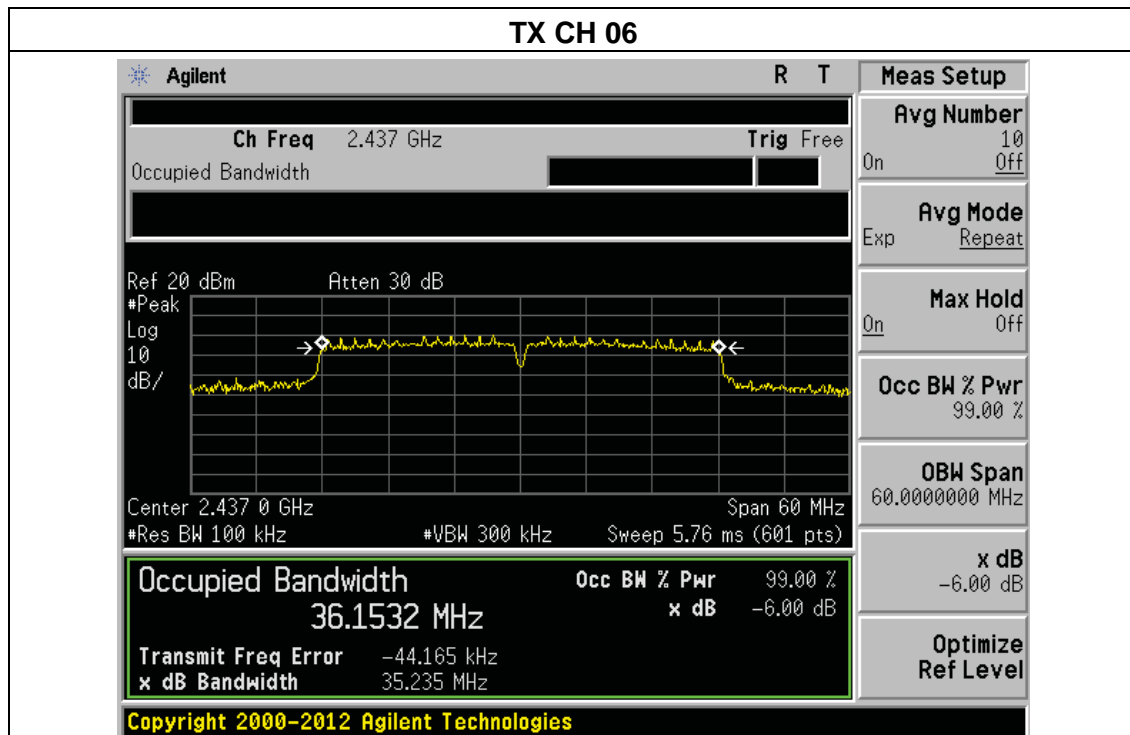 TX CH 06
Agilent R T
Ch Freq 2.437 GHz Trig Free
Occupied Bandwidth
Ref 20 dBm Atten 30 dB
#Peak
Log
10
dB/
Center 2.437 0 GHz Span 60 MHz
#Res BW 100 kHz #VBW 300 kHz Sweep 5.76 ms (601 pts)
Occupied Bandwidth Occ BW % Pwr 99.00 %
36.1532 MHz x dB -6.00 dB
Transmit Freq Error -44.165 kHz
x dB Bandwidth 35.235 MHz
Copyright 2000-2012 Agilent Technologies
Meas Setup
Avg Number
10
On Off
Avg Mode
Exp Repeat
Max Hold
On Off
Occ BW % Pwr
99.00 %
OBW Span
60.0000000 MHz
x dB
-6.00 dB
Optimize
Ref Level